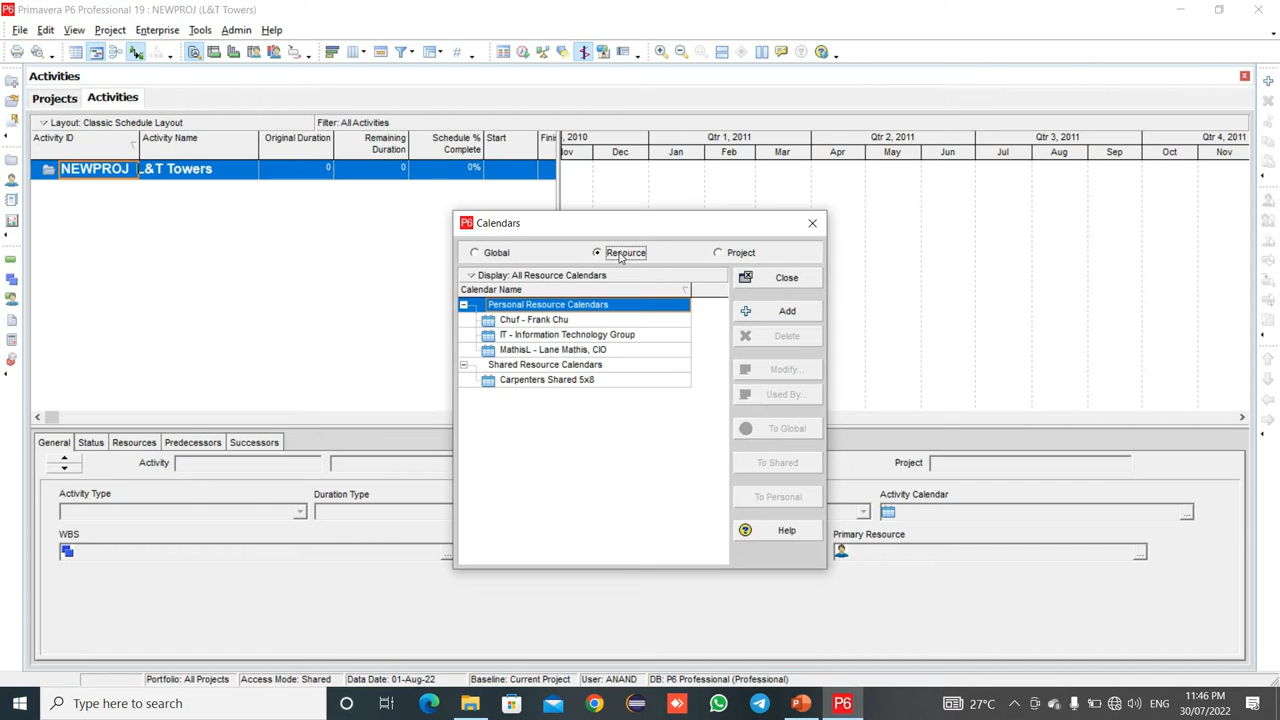 Primavera P6 Professional 19 : NEWPROJ (L&T Towers)
File Edit View Project Enterprise Tools Admin Help
Activities
Projects Activities
Layout: Classic Schedule Layout Filter: All Activities
Activity ID Activity Name Original Duration Remaining Duration Schedule % Complete Start Fini
, 2010 Qtr 1, 2011 Qtr 2, 2011 Qtr 3, 2011 Qtr 4, 2011
lov Dec Jan Feb Mar Apr May Jun Jul Aug Sep Oct Nov
NEWPROJ L&T Towers 0 0 0%
Calendars
Global Resource Project
Display: All Resource Calendars
Close
Calendar Name
Personal Resource Calendars
Add
Chuf - Frank Chu
IT - Information Technology Group
Delete
MathisL - Lane Mathis, CIO
Shared Resource Calendars
Modify...
Carpenters Shared 5x8
Used By...
To Global
To Shared
To Personal
Help
General Status Resources Predecessors Successors
Activity Project
Activity Type Duration Type Activity Calendar
WBS Primary Resource
Portfolio: All Projects Access Mode: Shared Data Date: 01-Aug-22 Baseline: Current Project User: ANAND DB: P6 Professional (Professional)
Type here to search
27°C ENG 11:46 PM
30/07/2022